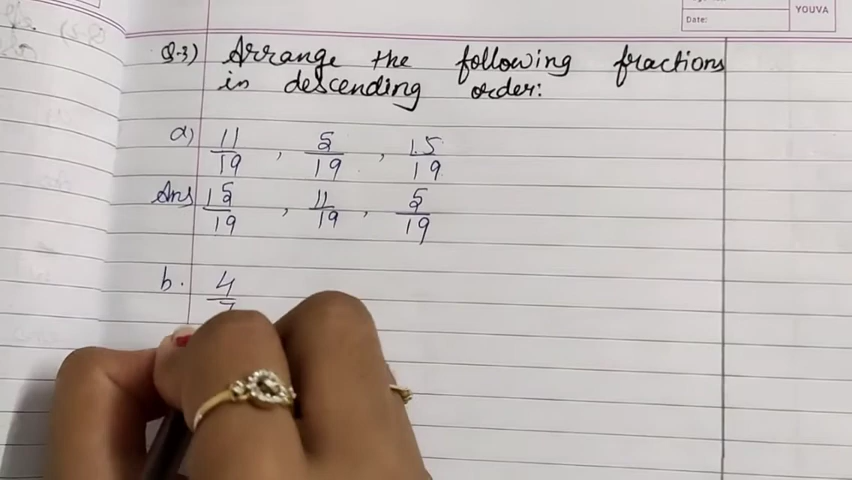 YOUVA
Date:
Q-3) Arrange the following fractions
in descending order:
a) 11/19 , 5/19 , 15/19
Ans 15/19 , 11/19 , 5/19
b. 4/7